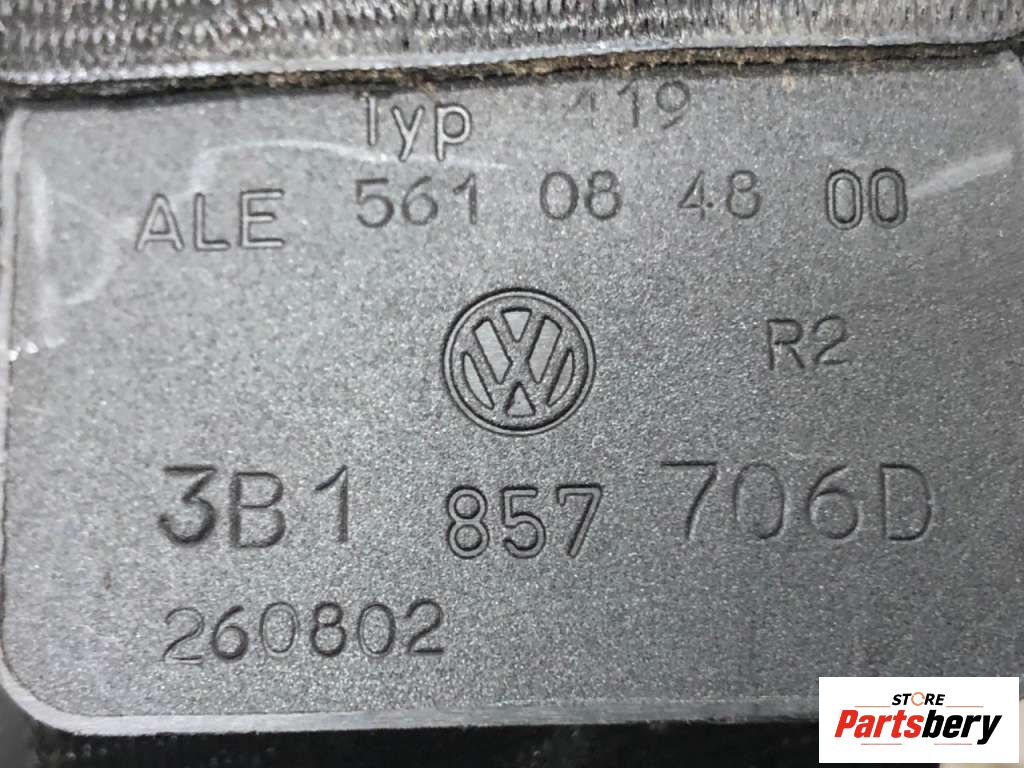 Typ 419
ALE 561 08 48 00
R2
3B1 857 706D
260802
STORE
Partsbery